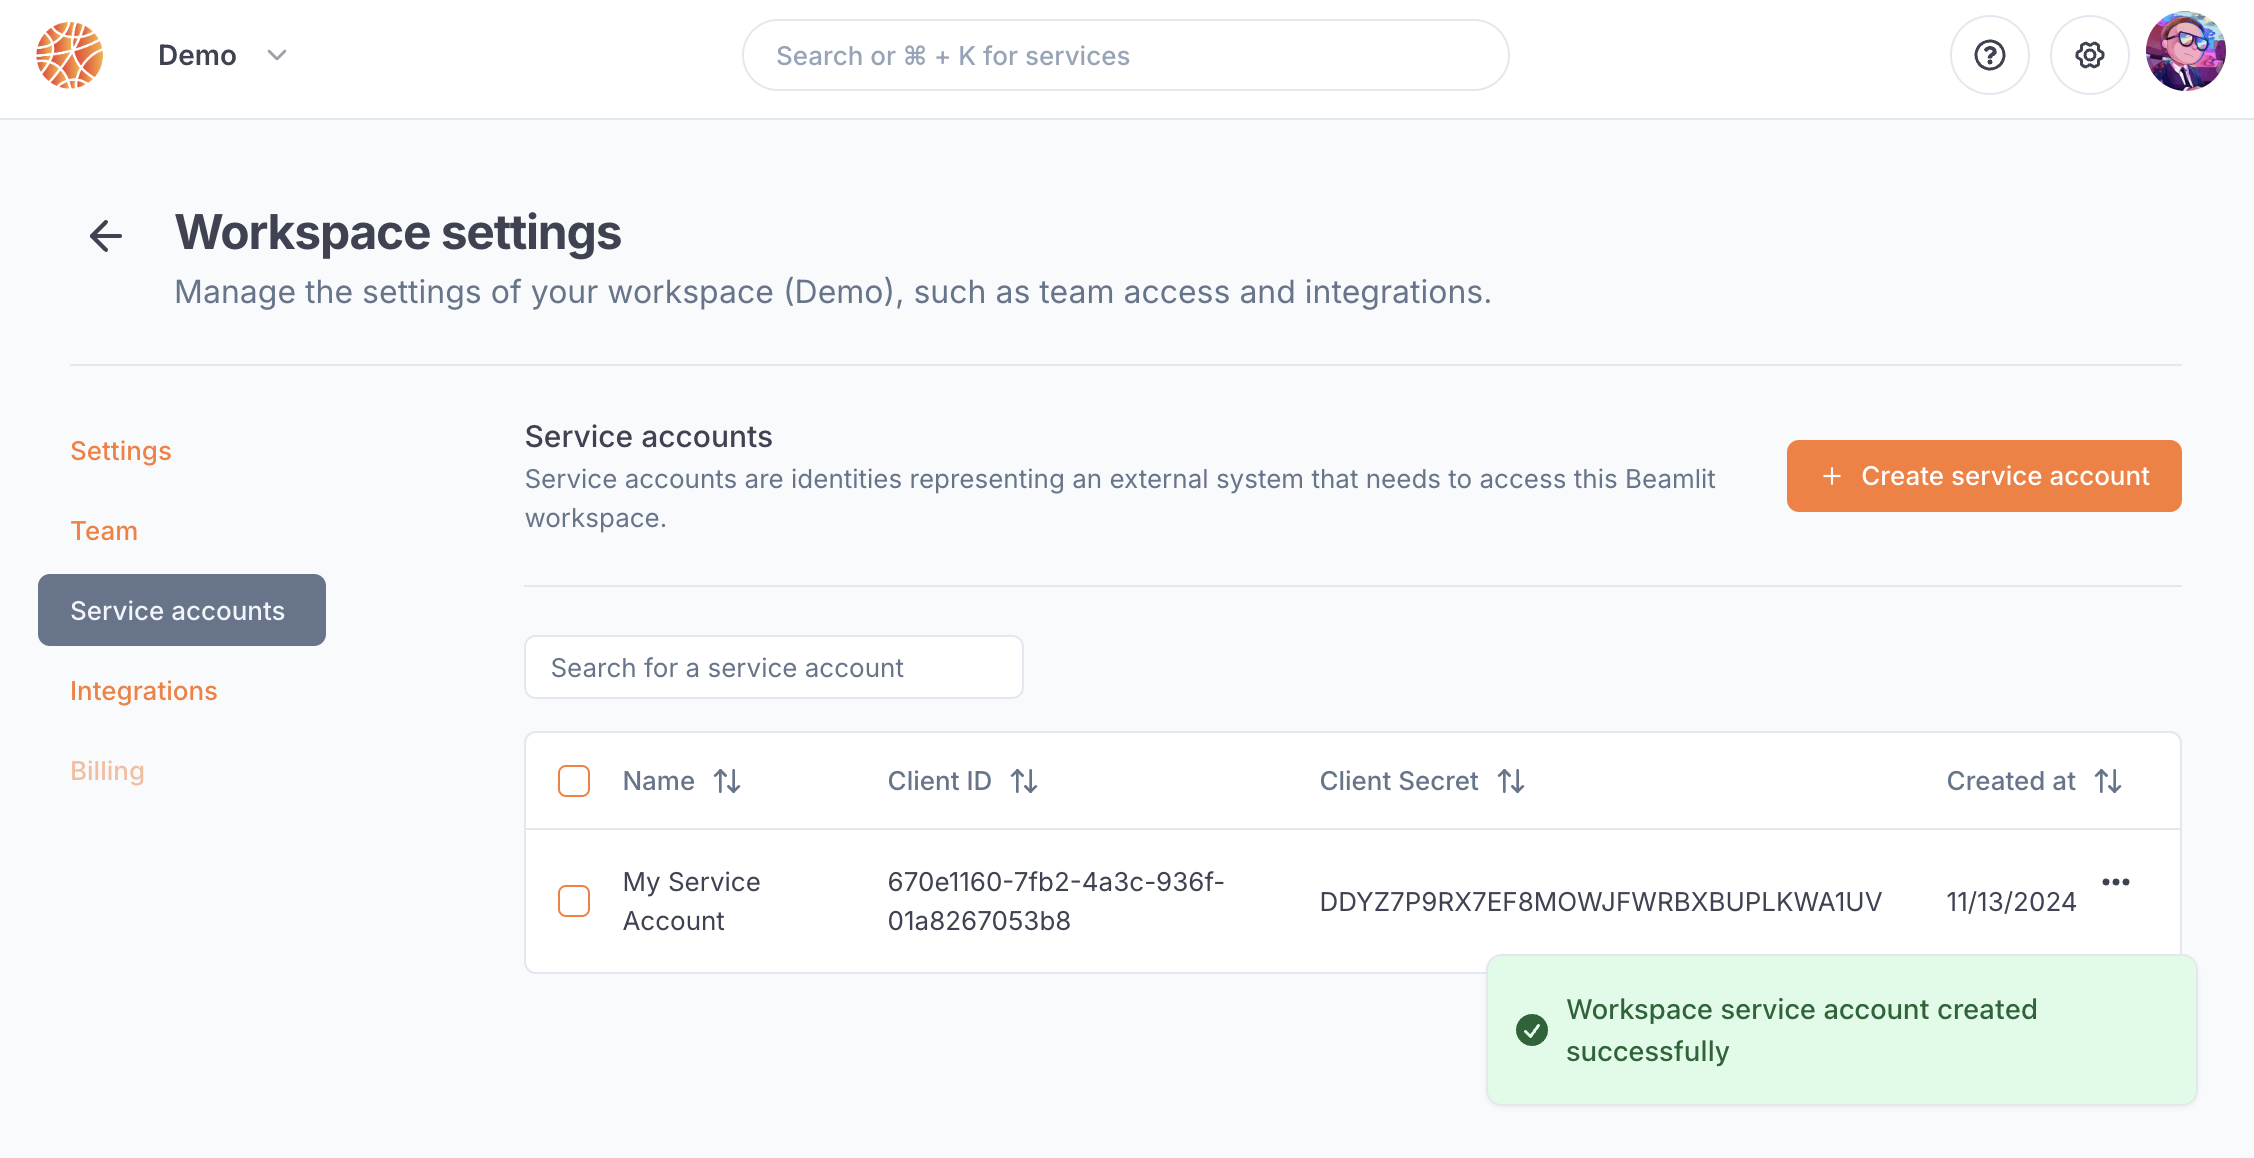 Demo
Search or ⌘ + K for services
Workspace settings
Manage the settings of your workspace (Demo), such as team access and integrations.
Settings
Team
Service accounts
Integrations
Billing
Service accounts
Service accounts are identities representing an external system that needs to access this Beamlit
workspace.
+ Create service account
Search for a service account
Name Client ID Client Secret Created at
My Service
Account
670e1160-7fb2-4a3c-936f-
01a8267053b8
DDYZ7P9RX7EF8MOWJFWRBXBUPLKWA1UV
11/13/2024
Workspace service account created
successfully